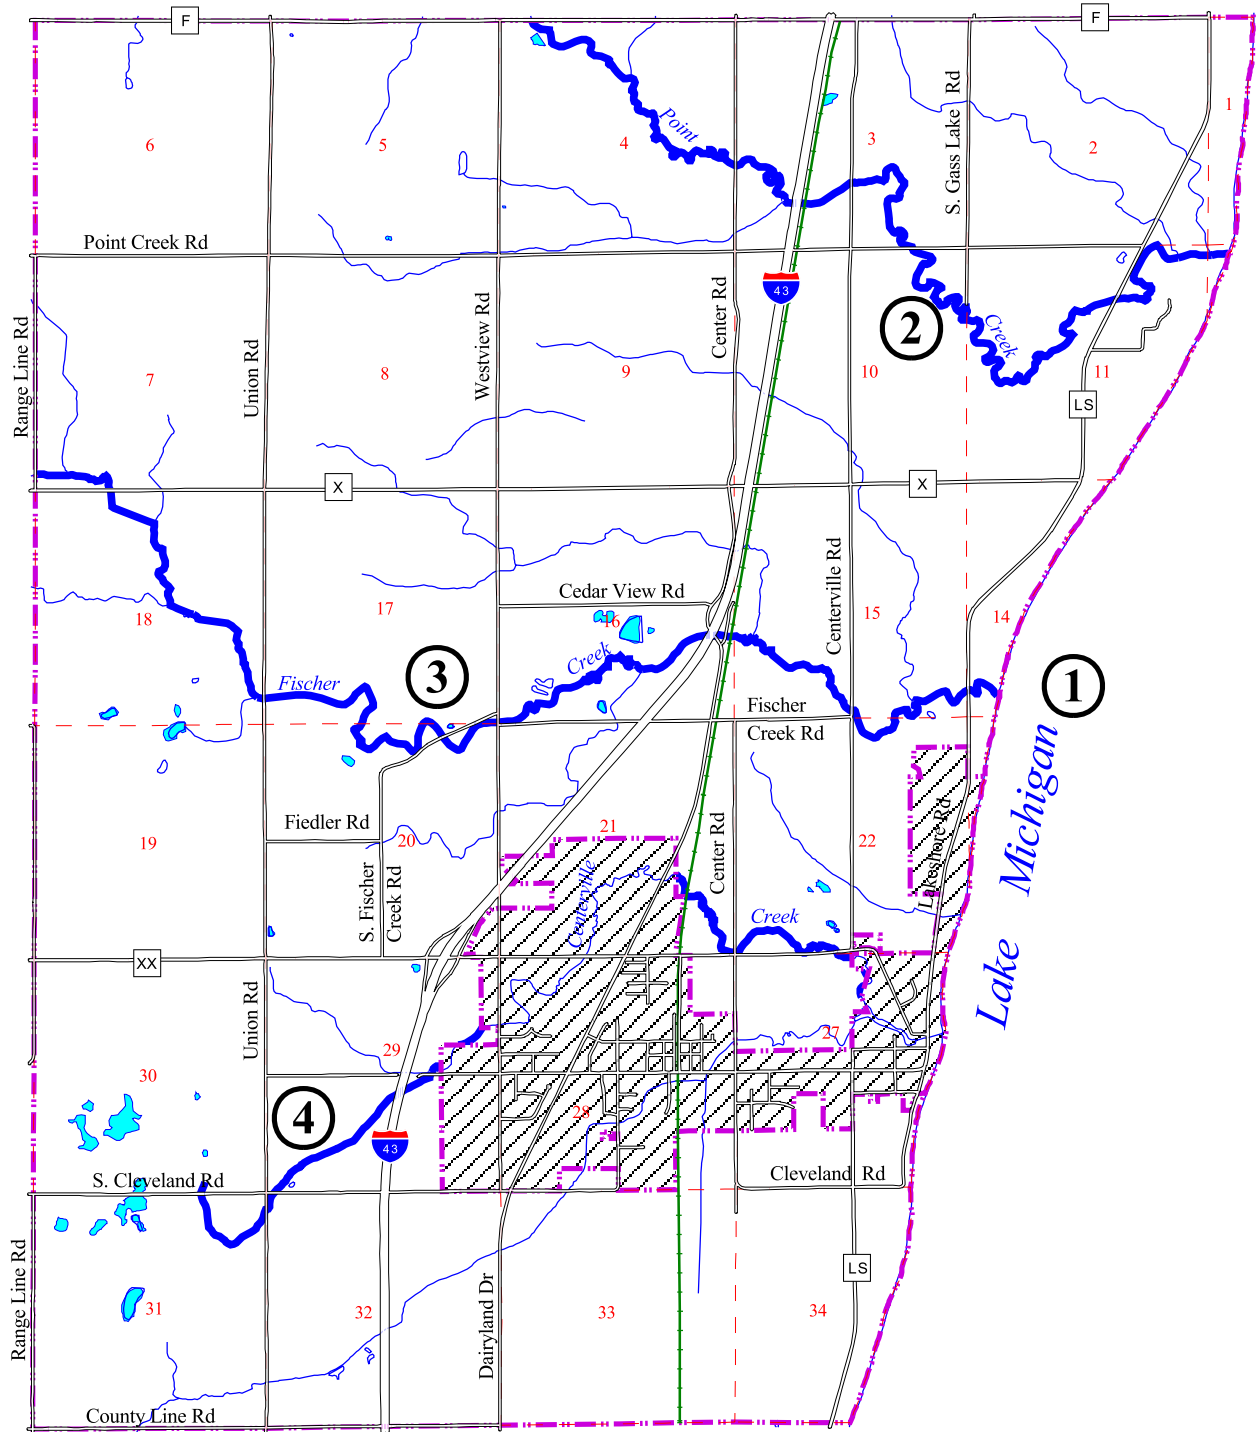 F
F
1
6
5
4
3
2
Point
S. Gass Lake Rd
Point Creek Rd
43
Center Rd
Westview Rd
2
Creek
Range Line Rd
Union Rd
7
8
9
10
11
LS
X
X
Cedar View Rd
Centerville Rd
18
17
16
15
14
Creek
Fischer
3
1
Fischer
Creek Rd
Lake Michigan
Fiedler Rd
19
20
21
22
S. Fischer
Creek Rd
Center Rd
Lakeshore Rd
Centerville
Creek
XX
Union Rd
30
29
28
27
4
43
S. Cleveland Rd
Cleveland Rd
Range Line Rd
LS
Dairyland Dr
31
32
33
34
County Line Rd